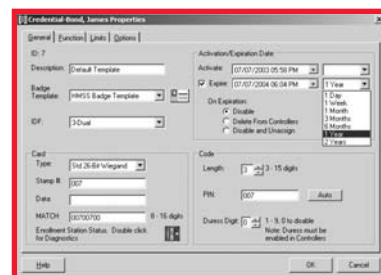 Credential-Bond, James Properties
General Function Limits Options
ID: 7
Description: Default Template
Badge Template: HMSS Badge Template
IDF: 3-Dual
Activation/Expiration Date
Activate: 07/07/2003 05:58 PM
Expire: 07/07/2004 06:04 PM 1 Year
1 Day
1 Week
1 Month
3 Months
6 Months
1 Year
2 Years
On Expiration:
Disable
Delete From Controllers
Disable and Unassign
Card
Type: Std 26-Bit Wiegand
Stamp #: 007
Data:
MATCH: 00700700 8 - 16 digits
Enrollment Station Status. Double click
for Diagnostics
Code
Length: 3 3 - 15 digits
PIN: 007 Auto
Duress Digit: 0 1 - 9, 0 to disable
Note: Duress must be
enabled in Controllers
Help OK Cancel